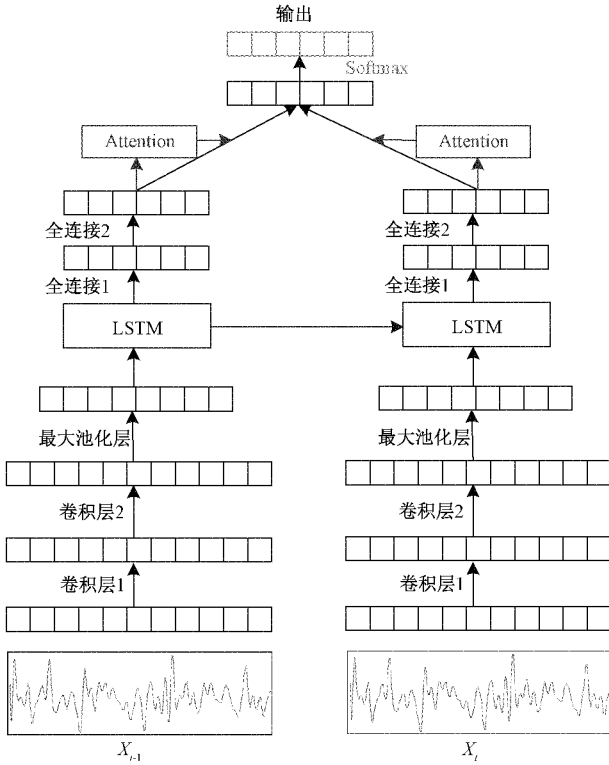 输出
Softmax
Attention
Attention
全连接2
全连接2
全连接1
全连接1
LSTM
LSTM
最大池化层
最大池化层
卷积层2
卷积层2
卷积层1
卷积层1
X_{t-1}
X_t